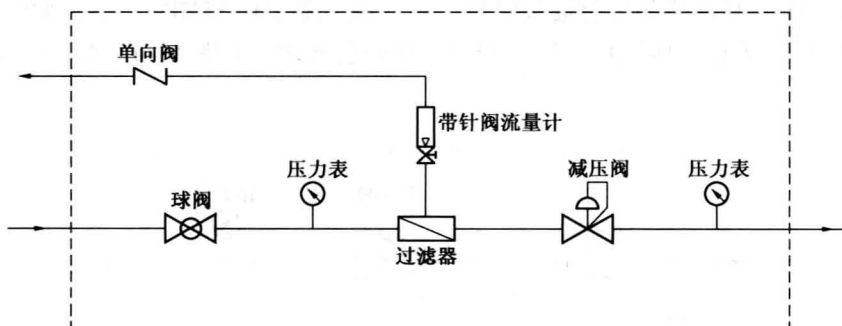 单向阀
带针阀流量计
压力表
减压阀
压力表
球阀
过滤器